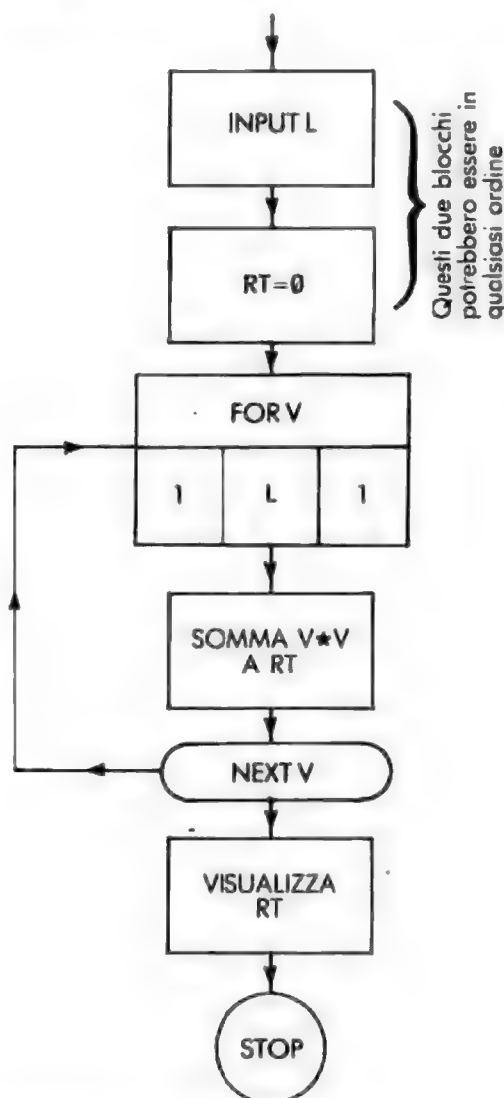 INPUT L
Questi due blocchi
potrebbero essere in
qualsiasi ordine
RT=0
FOR V
1 L 1
SOMMA V*V
A RT
NEXT V
VISUALIZZA
RT
STOP